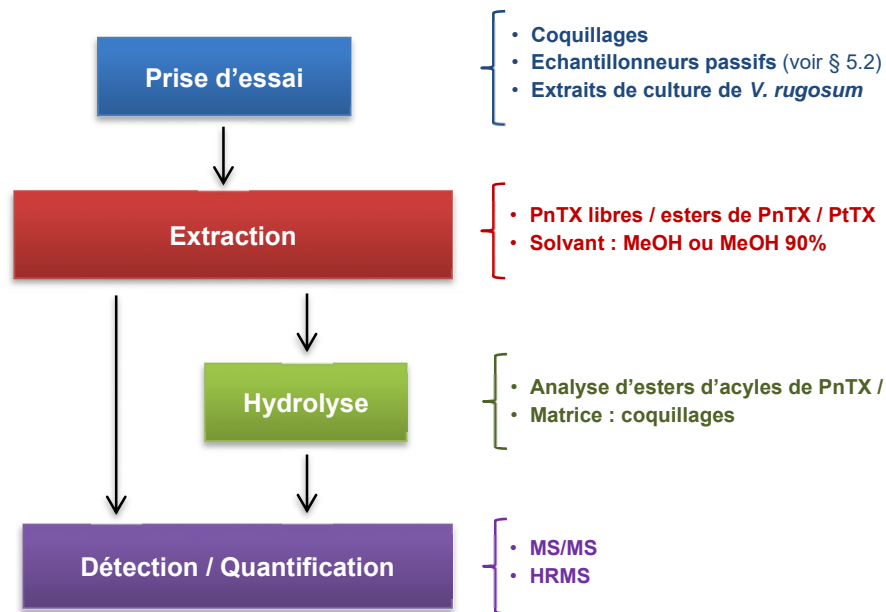 Prise d’essai
• Coquillages
• Echantillonneurs passifs (voir § 5.2)
• Extraits de culture de V. rugosum
Extraction
• PnTX libres / esters de PnTX / PtTX
• Solvant : MeOH ou MeOH 90%
Hydrolyse
• Analyse d’esters d’acyles de PnTX /
• Matrice : coquillages
Détection / Quantification
• MS/MS
• HRMS